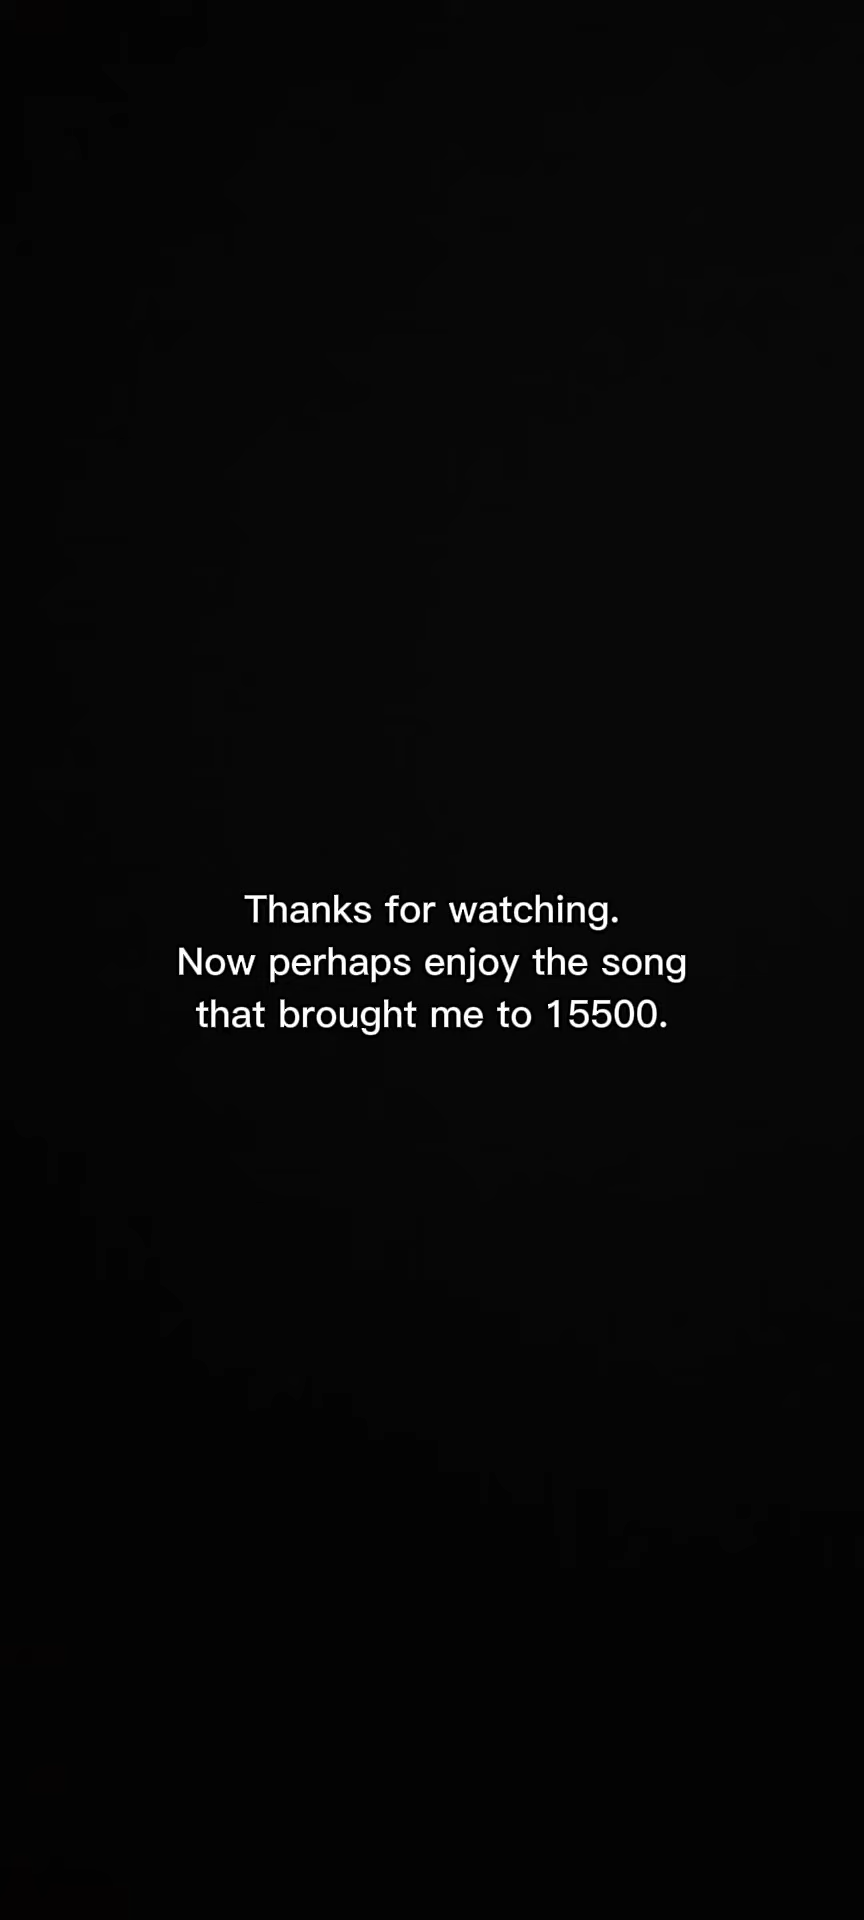 Thanks for watching.
Now perhaps enjoy the song
that brought me to 15500.